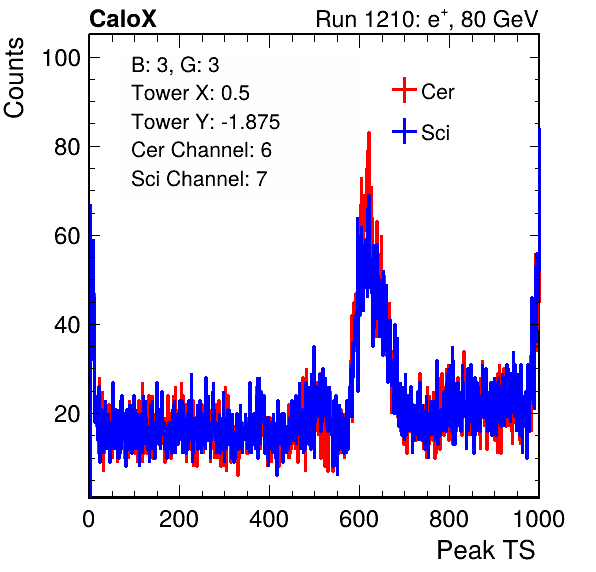 CaloX
Run 1210: e+, 80 GeV
Counts
B: 3, G: 3
Tower X: 0.5
Tower Y: -1.875
Cer Channel: 6
Sci Channel: 7
Cer
Sci
100
80
60
40
20
0 200 400 600 800 1000
Peak TS